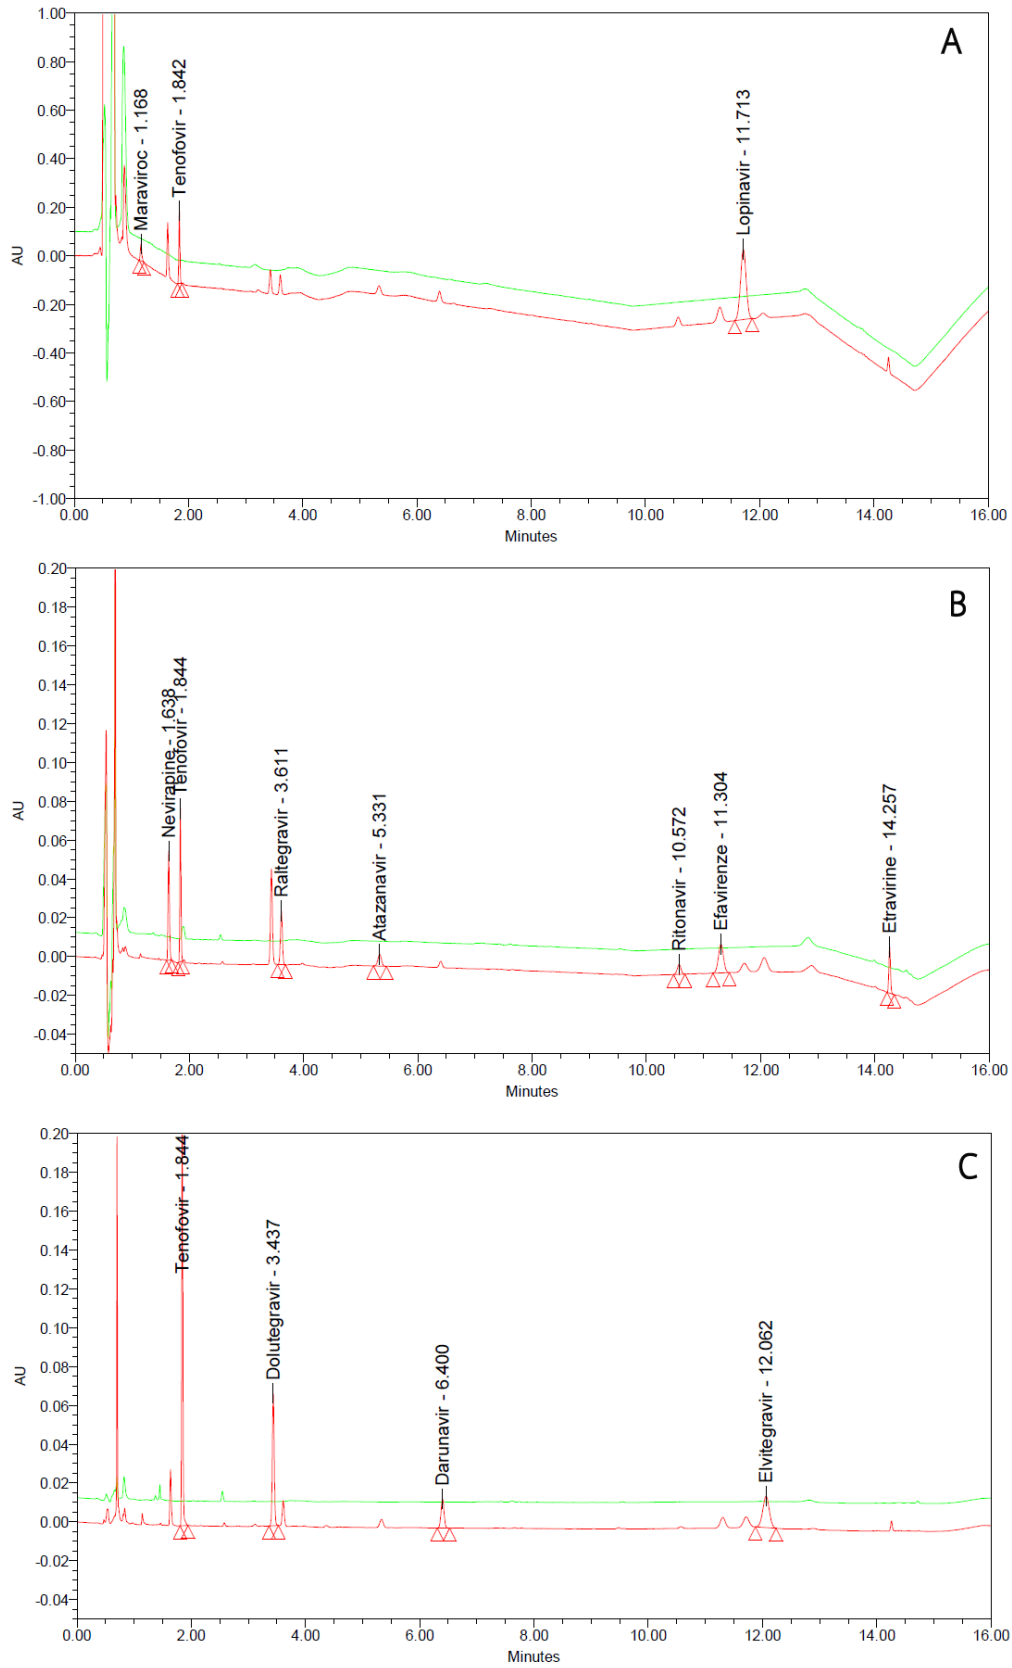 A
1.00
0.80
0.60
0.40
0.20
0.00
-0.20
-0.40
-0.60
-0.80
-1.00
AU
Maraviroc - 1.168
Tenofovir - 1.842
Lopinavir - 11.713
0.00 2.00 4.00 6.00 8.00 10.00 12.00 14.00 16.00
Minutes
B
0.20
0.18
0.16
0.14
0.12
0.10
0.08
0.06
0.04
0.02
0.00
-0.02
-0.04
AU
Nevirapine - 1.638
Tenofovir - 1.844
Raltegravir - 3.611
Atazanavir - 5.331
Ritonavir - 10.572
Efavirenze - 11.304
Etravirine - 14.257
0.00 2.00 4.00 6.00 8.00 10.00 12.00 14.00 16.00
Minutes
C
0.20
0.18
0.16
0.14
0.12
0.10
0.08
0.06
0.04
0.02
0.00
-0.02
-0.04
AU
Tenofovir - 1.844
Dolutegravir - 3.437
Darunavir - 6.400
Elvitegravir - 12.062
0.00 2.00 4.00 6.00 8.00 10.00 12.00 14.00 16.00
Minutes